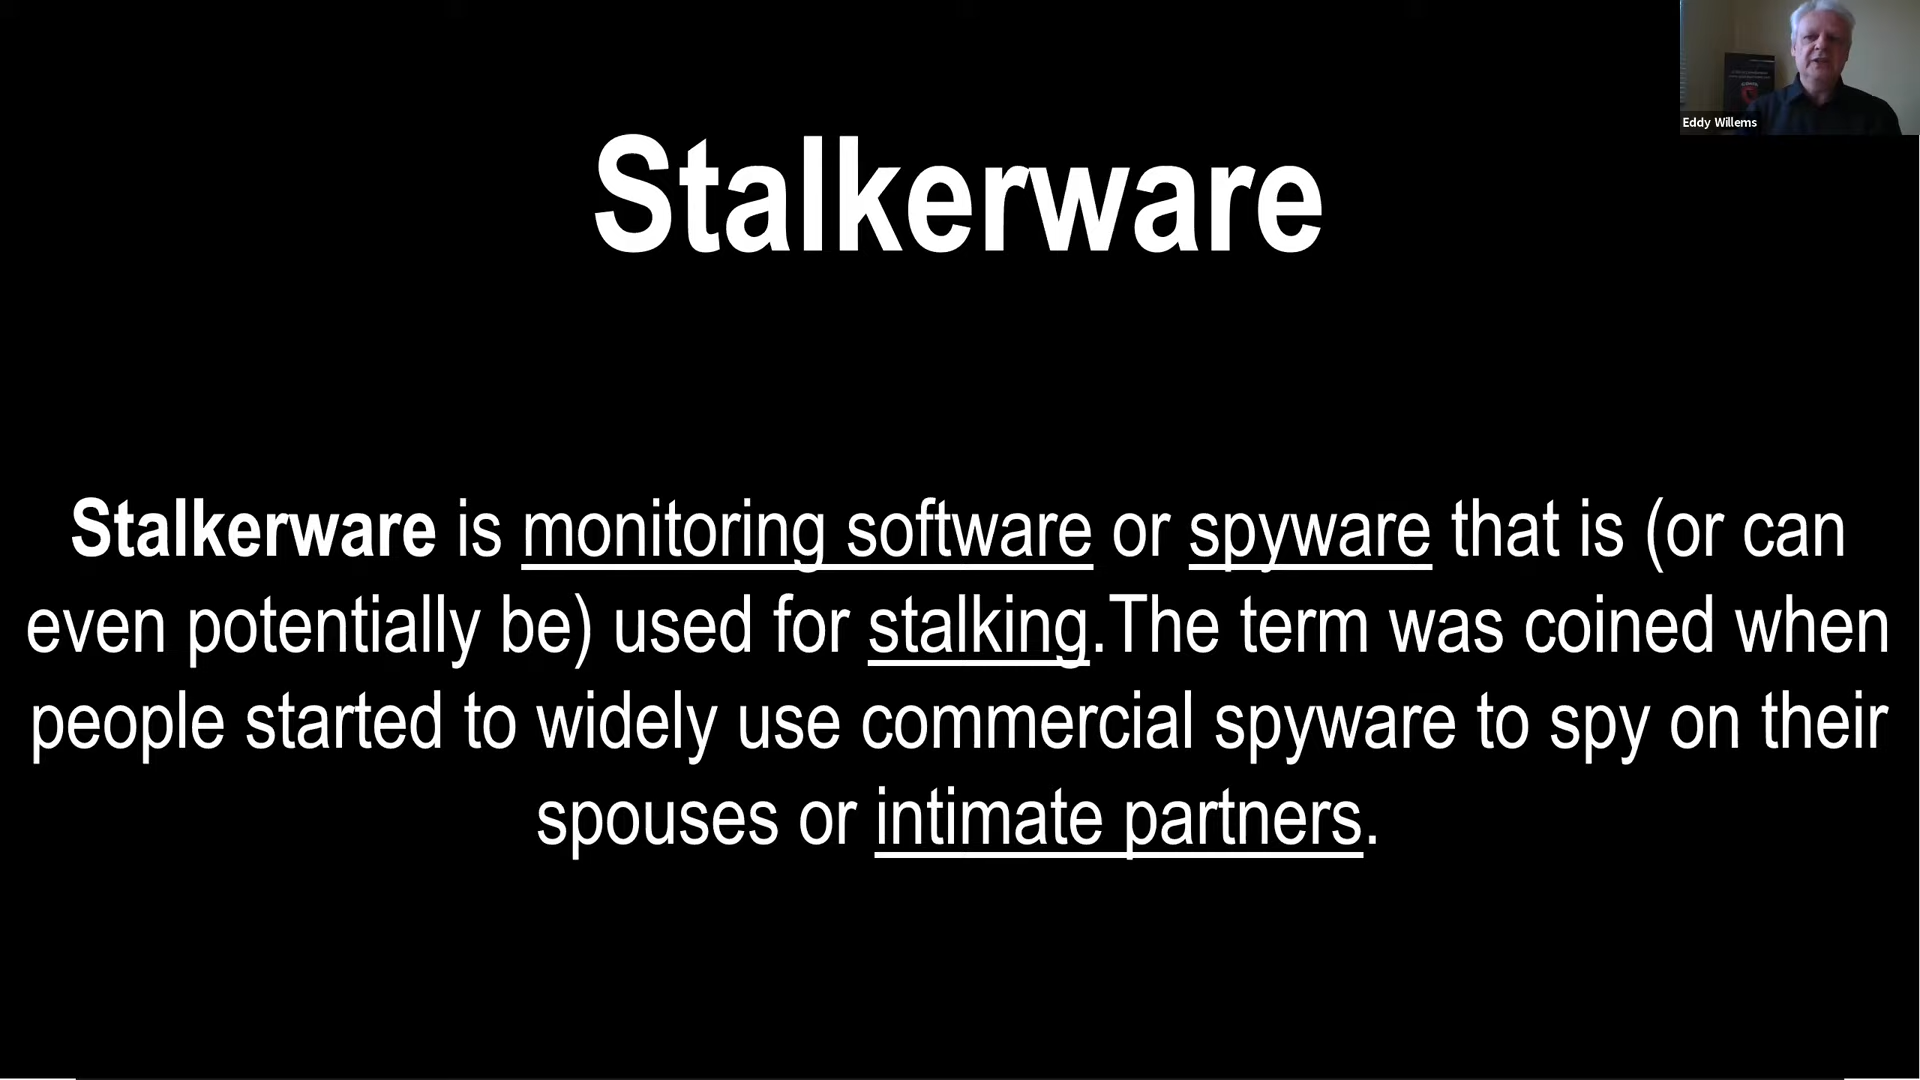 Eddy Willems
Stalkerware
Stalkerware is monitoring software or spyware that is (or can
even potentially be) used for stalking.The term was coined when
people started to widely use commercial spyware to spy on their
spouses or intimate partners.